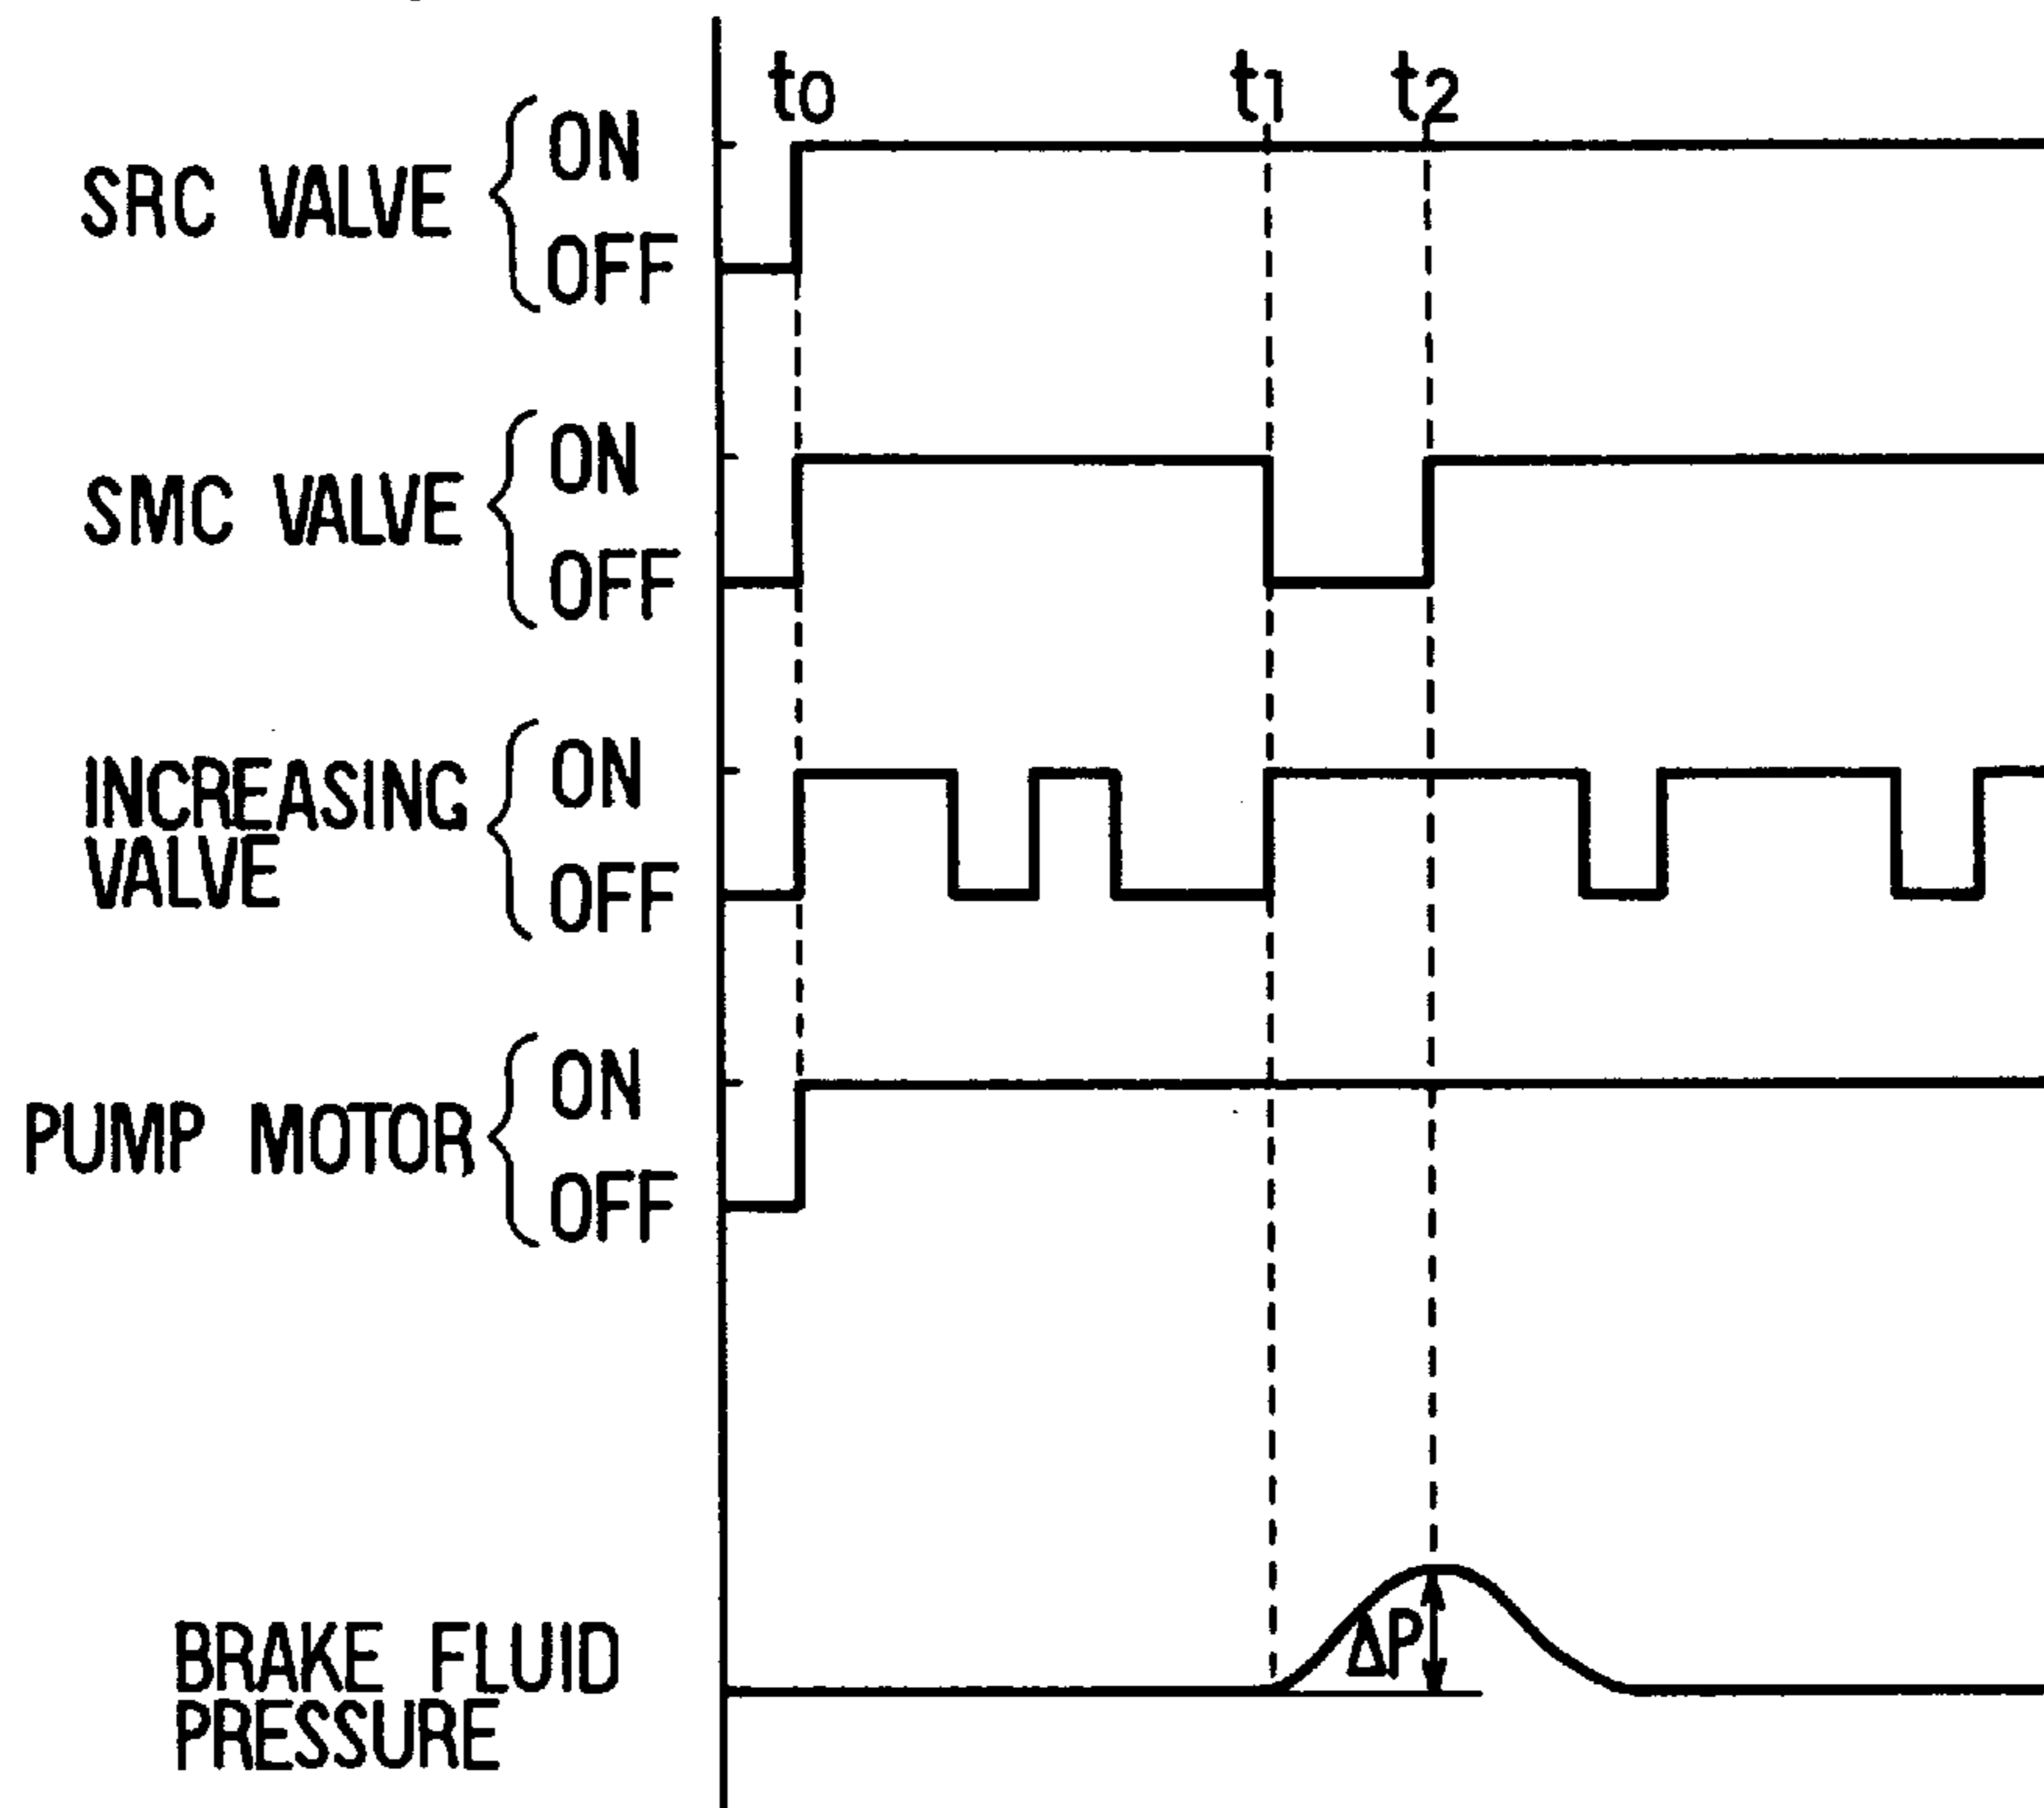 t0 t1 t2
SRC VALVE ON
OFF
SMC VALVE ON
OFF
INCREASING
VALVE ON
OFF
PUMP MOTOR ON
OFF
ΔP
BRAKE FLUID
PRESSURE